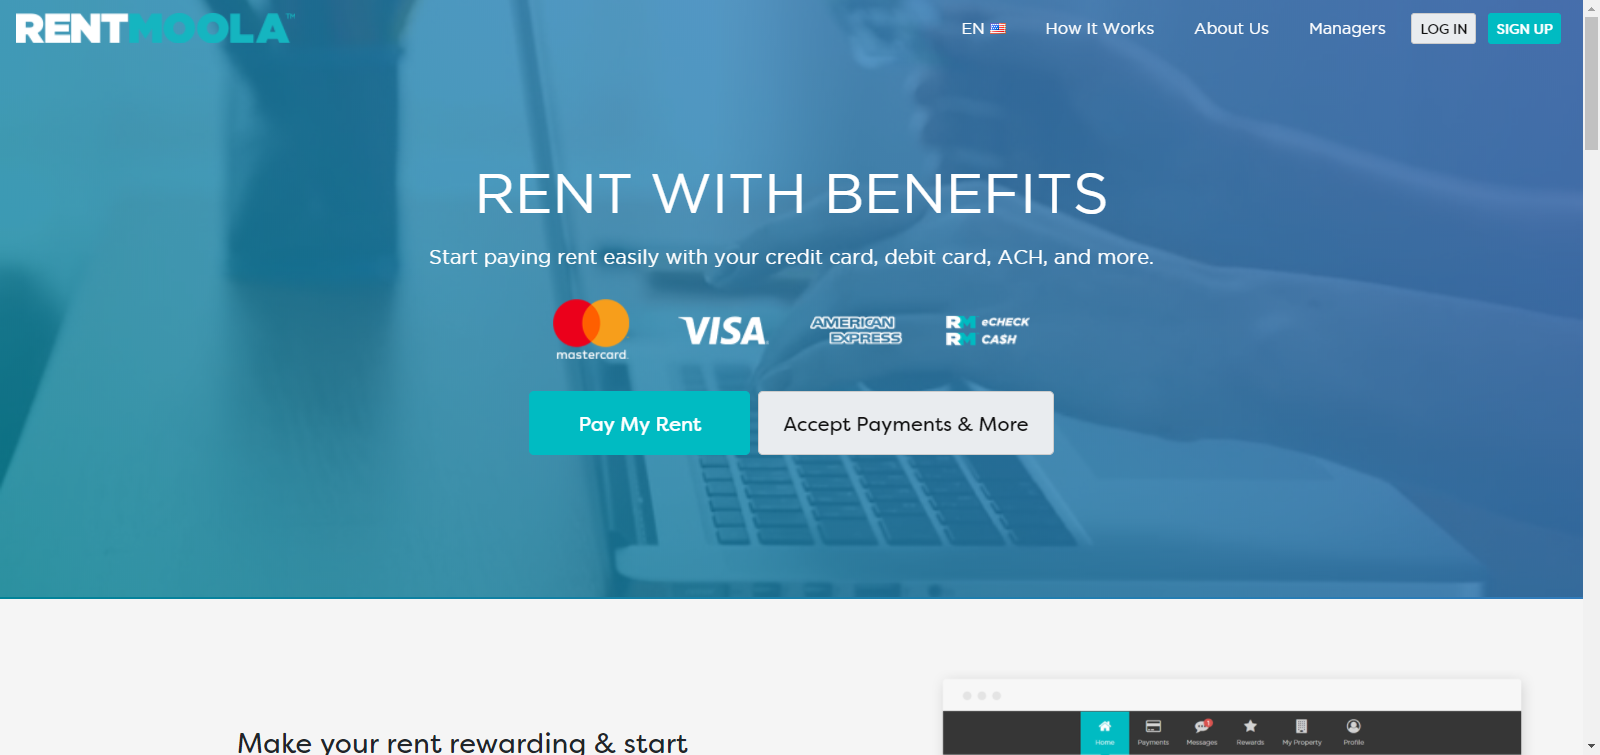 RENTMOOLA™
EN
How It Works
About Us
Managers
LOG IN
SIGN UP
RENT WITH BENEFITS
Start paying rent easily with your credit card, debit card, ACH, and more.
mastercard
VISA
AMERICAN
EXPRESS
RM eCHECK
RM CA$H
Pay My Rent
Accept Payments & More
Make your rent rewarding & start
1
Home
Payments
Messages
Rewards
My Property
Profile